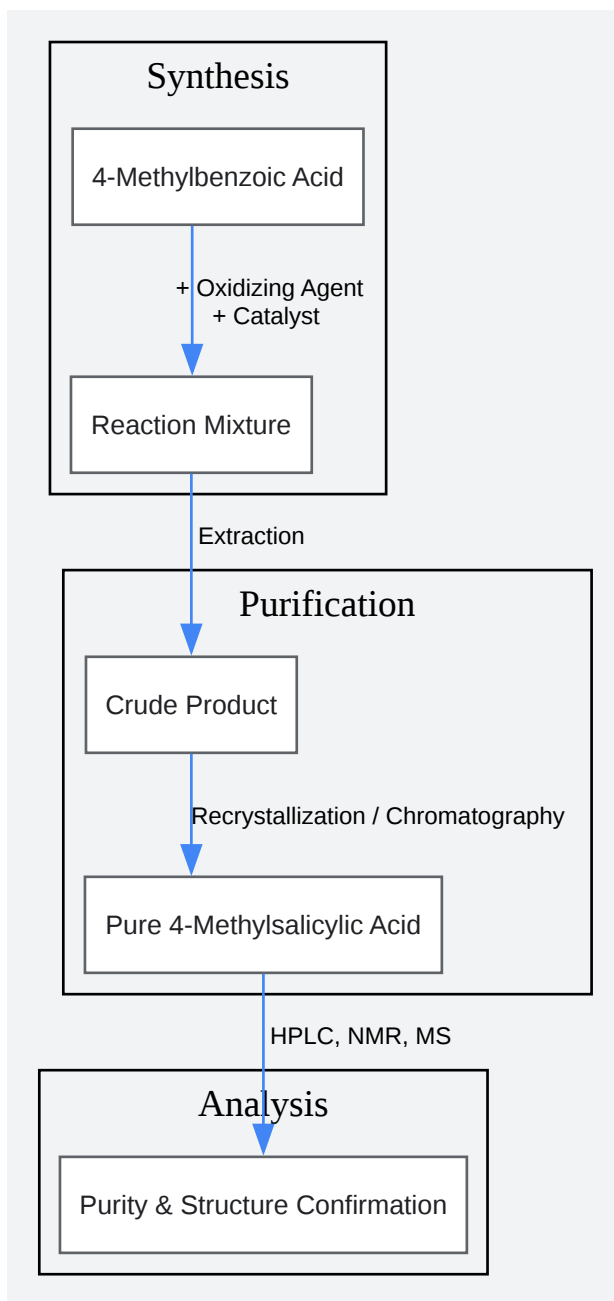 Synthesis
4-Methylbenzoic Acid
+ Oxidizing Agent
+ Catalyst
Reaction Mixture
Extraction
Purification
Crude Product
Recrystallization / Chromatography
Pure 4-Methylsalicylic Acid
HPLC, NMR, MS
Analysis
Purity & Structure Confirmation